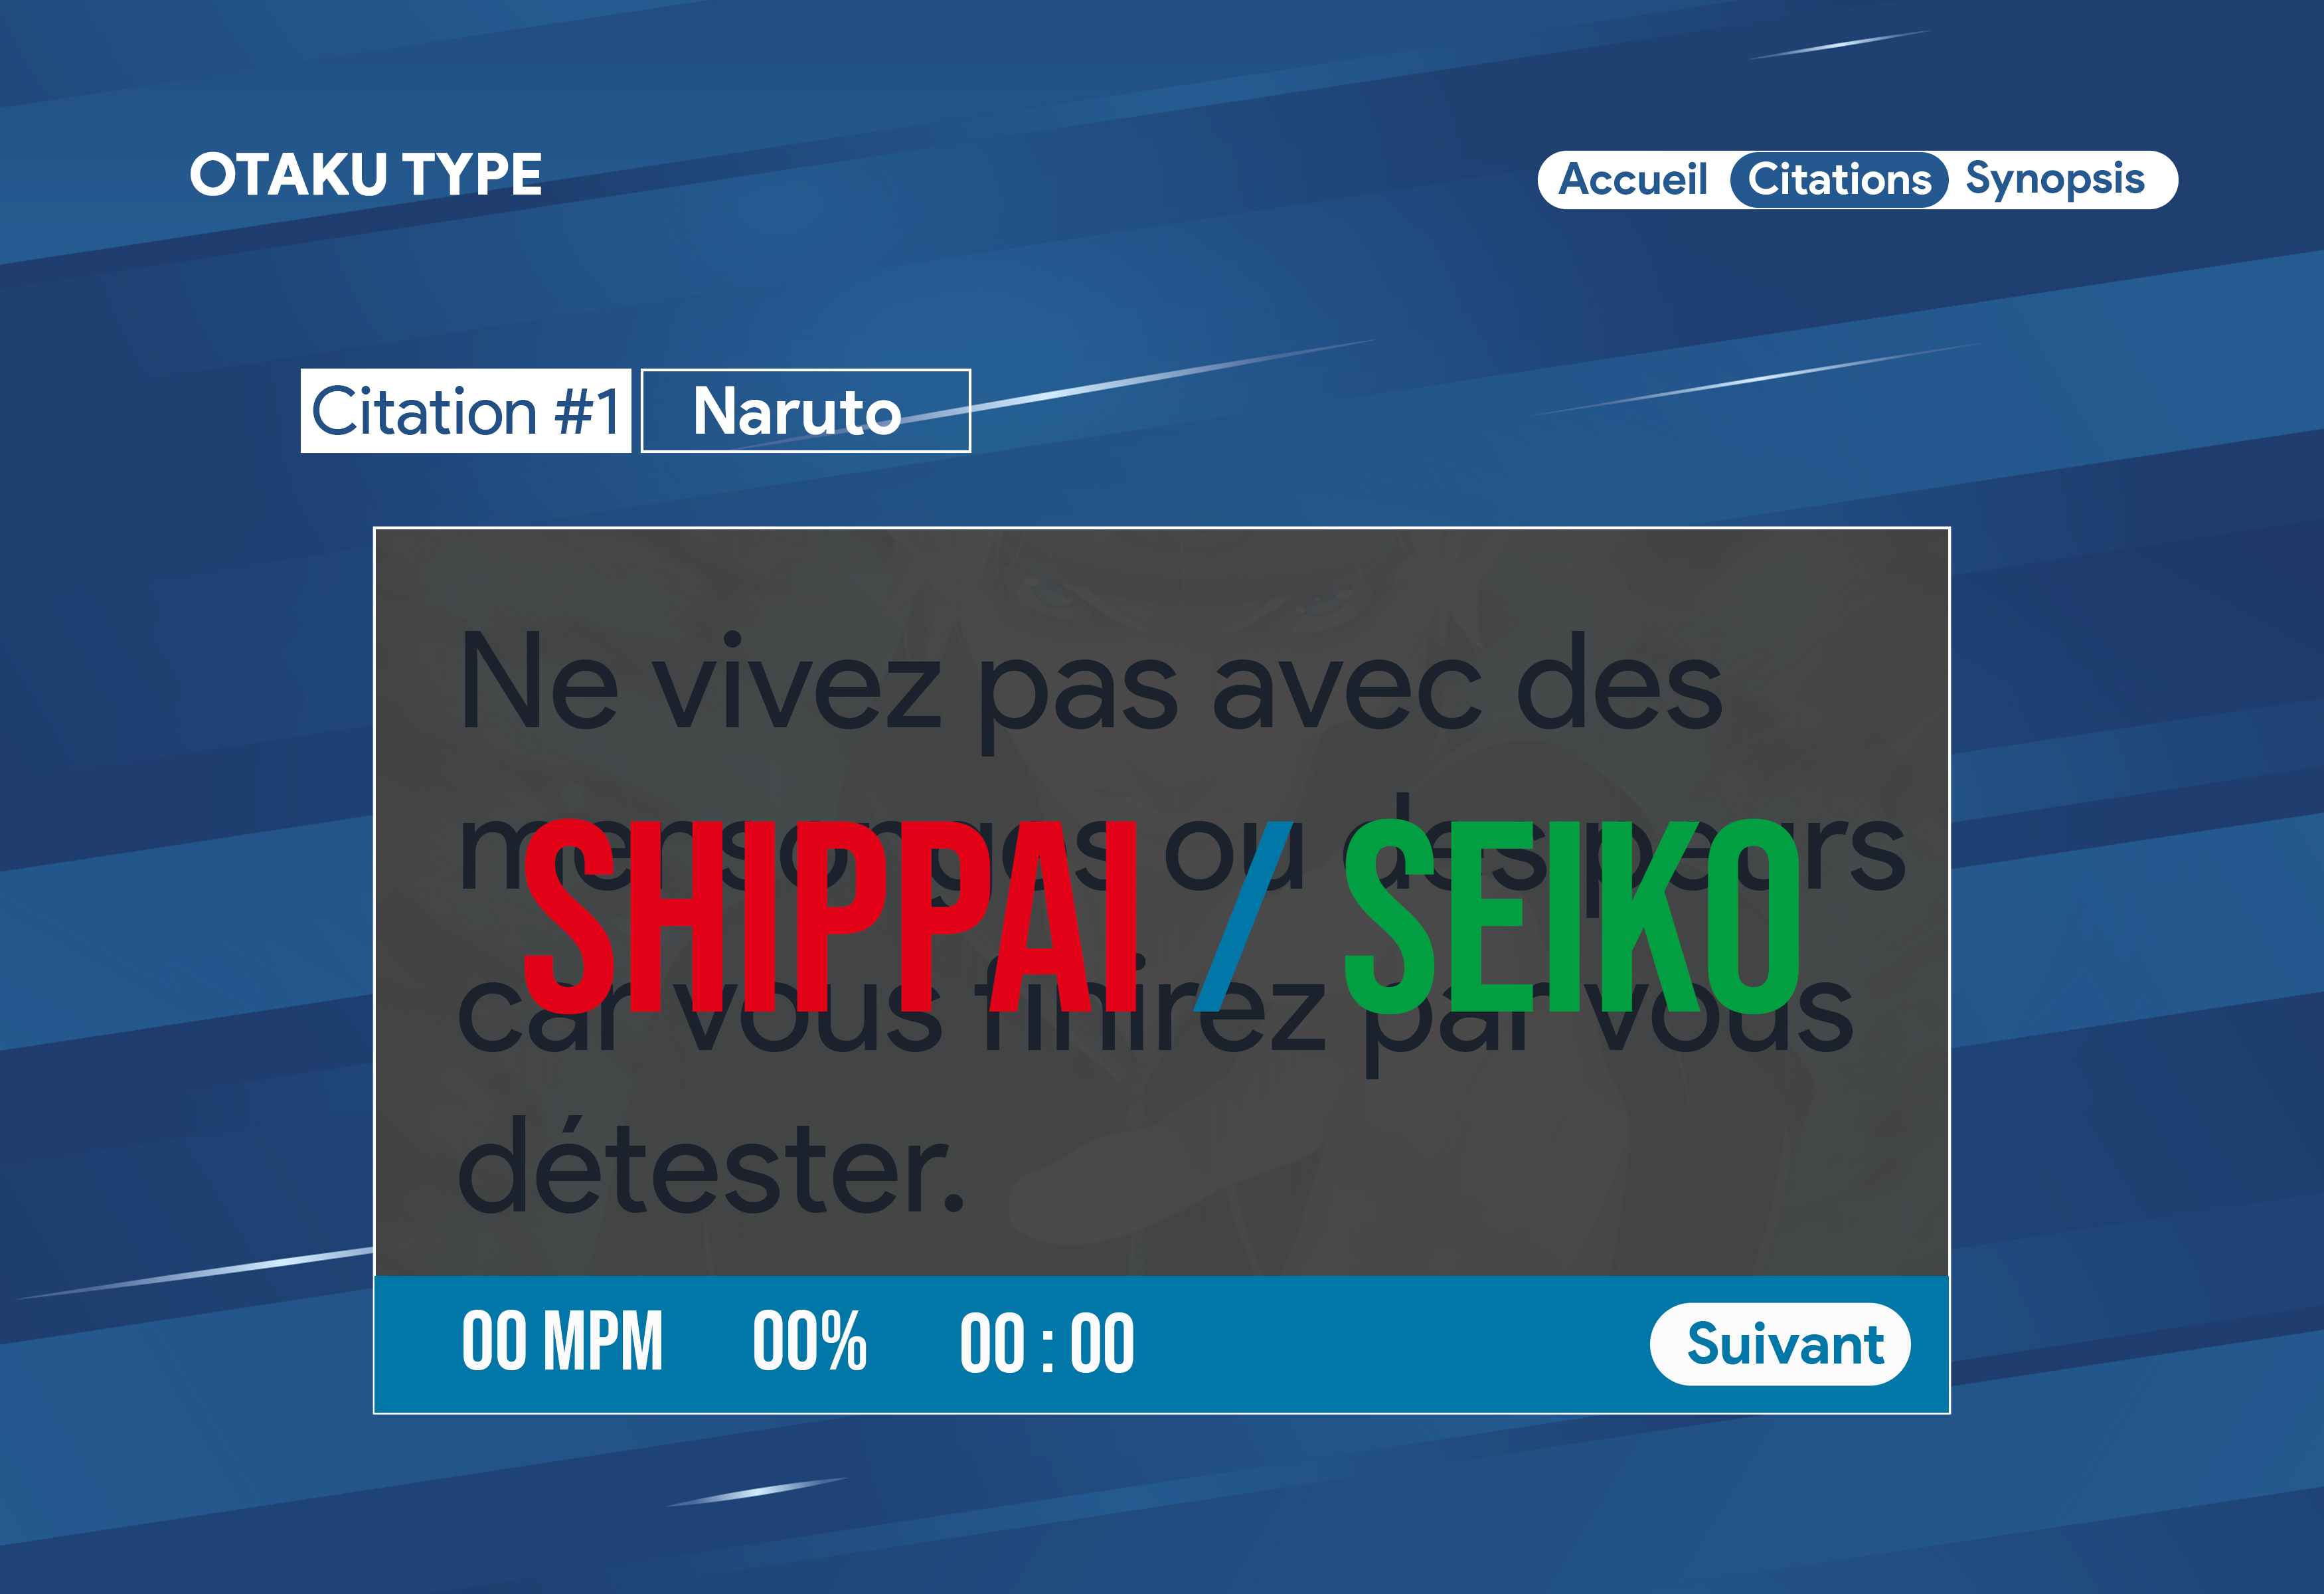 OTAKU TYPE
Accueil Citations Synopsis
Citation #1 Naruto
Ne vivez pas avec des
mensonges ou des peurs
SHIPPAI / SEIKO
car vous finirez par vous
détester.
00 MPM 00% 00 : 00 Suivant